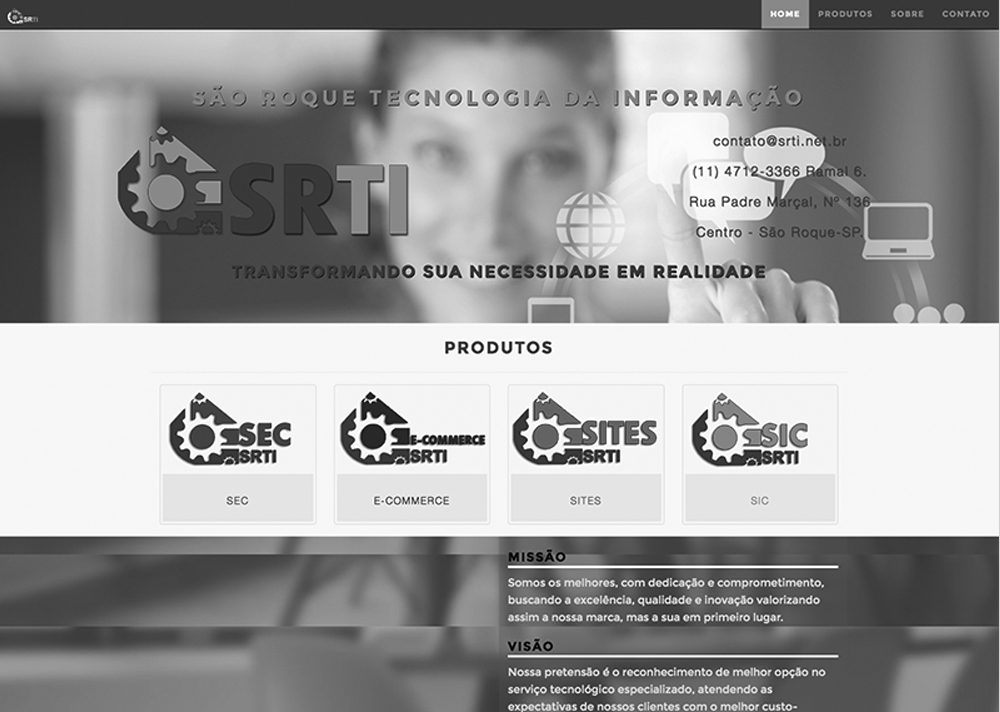 SRTI
HOME PRODUTOS SOBRE CONTATO
SÃO ROQUE TECNOLOGIA DA INFORMAÇÃO
SRTI
contato@srti.net.br
(11) 4712-3366 Ramal 6.
Rua Padre Marçal, Nº 136
Centro - São Roque-SP.
TRANSFORMANDO SUA NECESSIDADE EM REALIDADE
PRODUTOS
SEC
SRTI
E-COMMERCE
SRTI
SITES
SRTI
SIC
SRTI
SEC
E-COMMERCE
SITES
SIC
MISSÃO
Somos os melhores, com dedicação e comprometimento,
buscando a excelência, qualidade e inovação valorizando
assim a nossa marca, mas a sua em primeiro lugar.
VISÃO
Nossa pretensão é o reconhecimento de melhor opção no
serviço tecnológico especializado, atendendo as
expectativas de nossos clientes com o melhor custo-